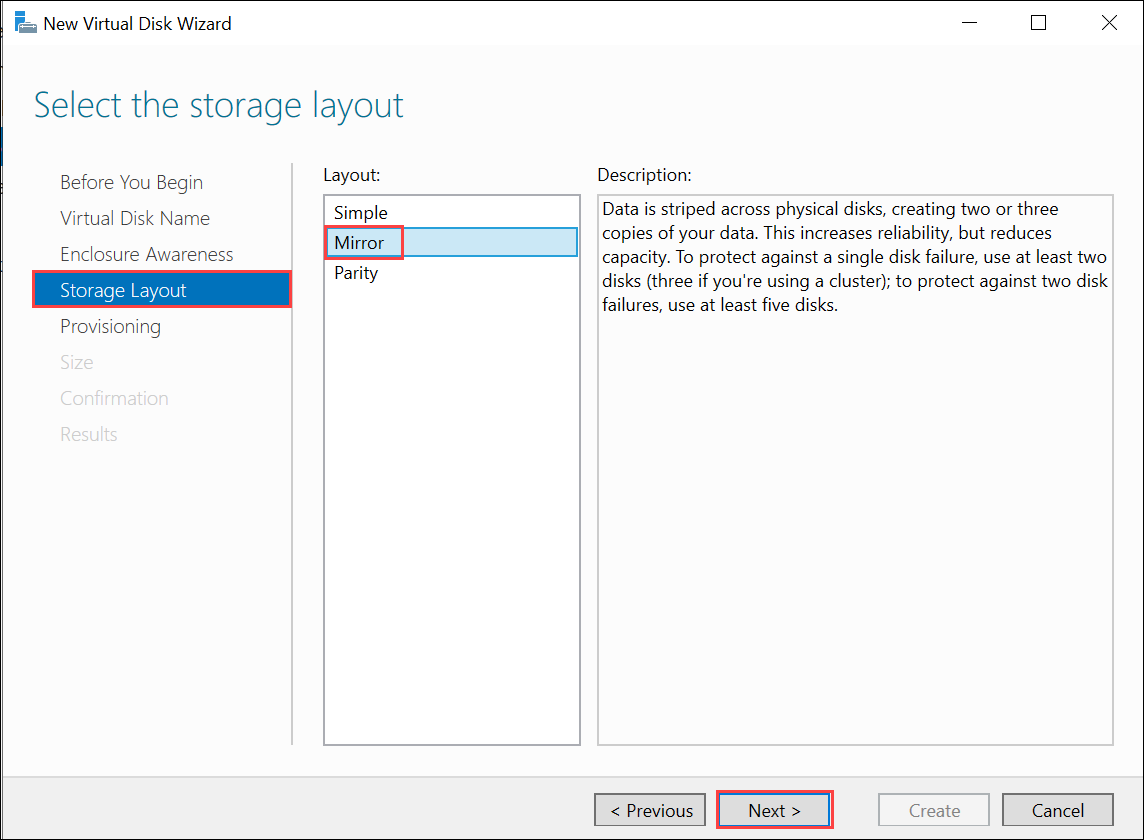 New Virtual Disk Wizard
Select the storage layout
Before You Begin
Virtual Disk Name
Enclosure Awareness
Storage Layout
Provisioning
Size
Confirmation
Results
Layout:
Simple
Mirror
Parity
Description:
Data is striped across physical disks, creating two or three
copies of your data. This increases reliability, but reduces
capacity. To protect against a single disk failure, use at least two
disks (three if you're using a cluster); to protect against two disk
failures, use at least five disks.
< Previous
Next >
Create
Cancel